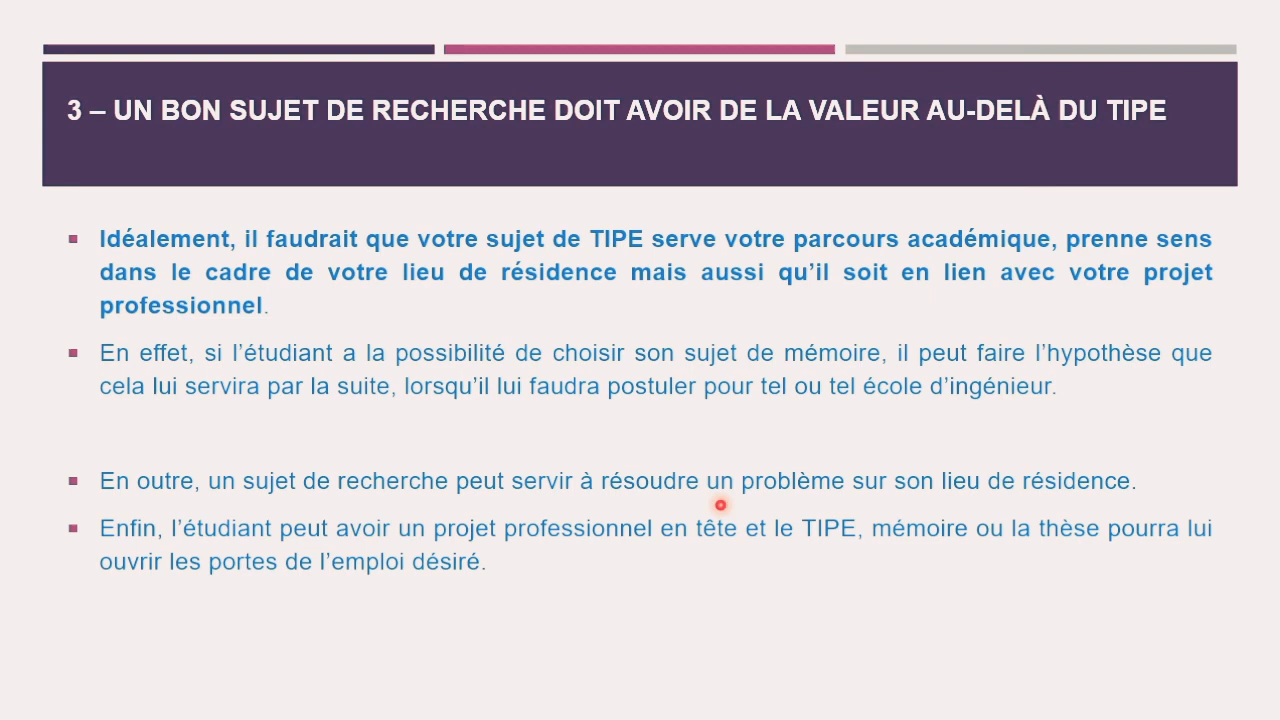 3 – UN BON SUJET DE RECHERCHE DOIT AVOIR DE LA VALEUR AU-DELÀ DU TIPE
Idéalement, il faudrait que votre sujet de TIPE serve votre parcours académique, prenne sens
dans le cadre de votre lieu de résidence mais aussi qu’il soit en lien avec votre projet
professionnel.
En effet, si l’étudiant a la possibilité de choisir son sujet de mémoire, il peut faire l’hypothèse que
cela lui servira par la suite, lorsqu’il lui faudra postuler pour tel ou tel école d’ingénieur.
En outre, un sujet de recherche peut servir à résoudre un problème sur son lieu de résidence.
Enfin, l’étudiant peut avoir un projet professionnel en tête et le TIPE, mémoire ou la thèse pourra lui
ouvrir les portes de l’emploi désiré.